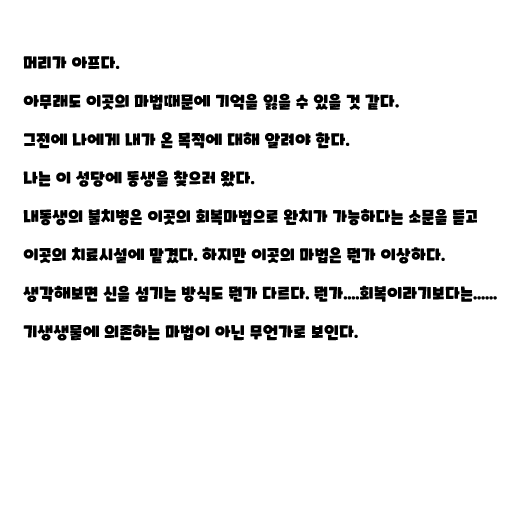 머리가 아프다.
아무래도 이곳의 마법때문에 기억을 잃을 수 있을 것 같다.
그전에 나에게 내가 온 목적에 대해 알려야 한다.
나는 이 성당에 동생을 찾으러 왔다.
내동생의 불치병은 이곳의 회복마법으로 완치가 가능하다는 소문을 듣고
이곳의 치료시설에 맡겼다. 하지만 이곳의 마법은 뭔가 이상하다.
생각해보면 신을 섬기는 방식도 뭔가 다르다. 뭔가....회복이라기보다는......
기생생물에 의존하는 마법이 아닌 무언가로 보인다.